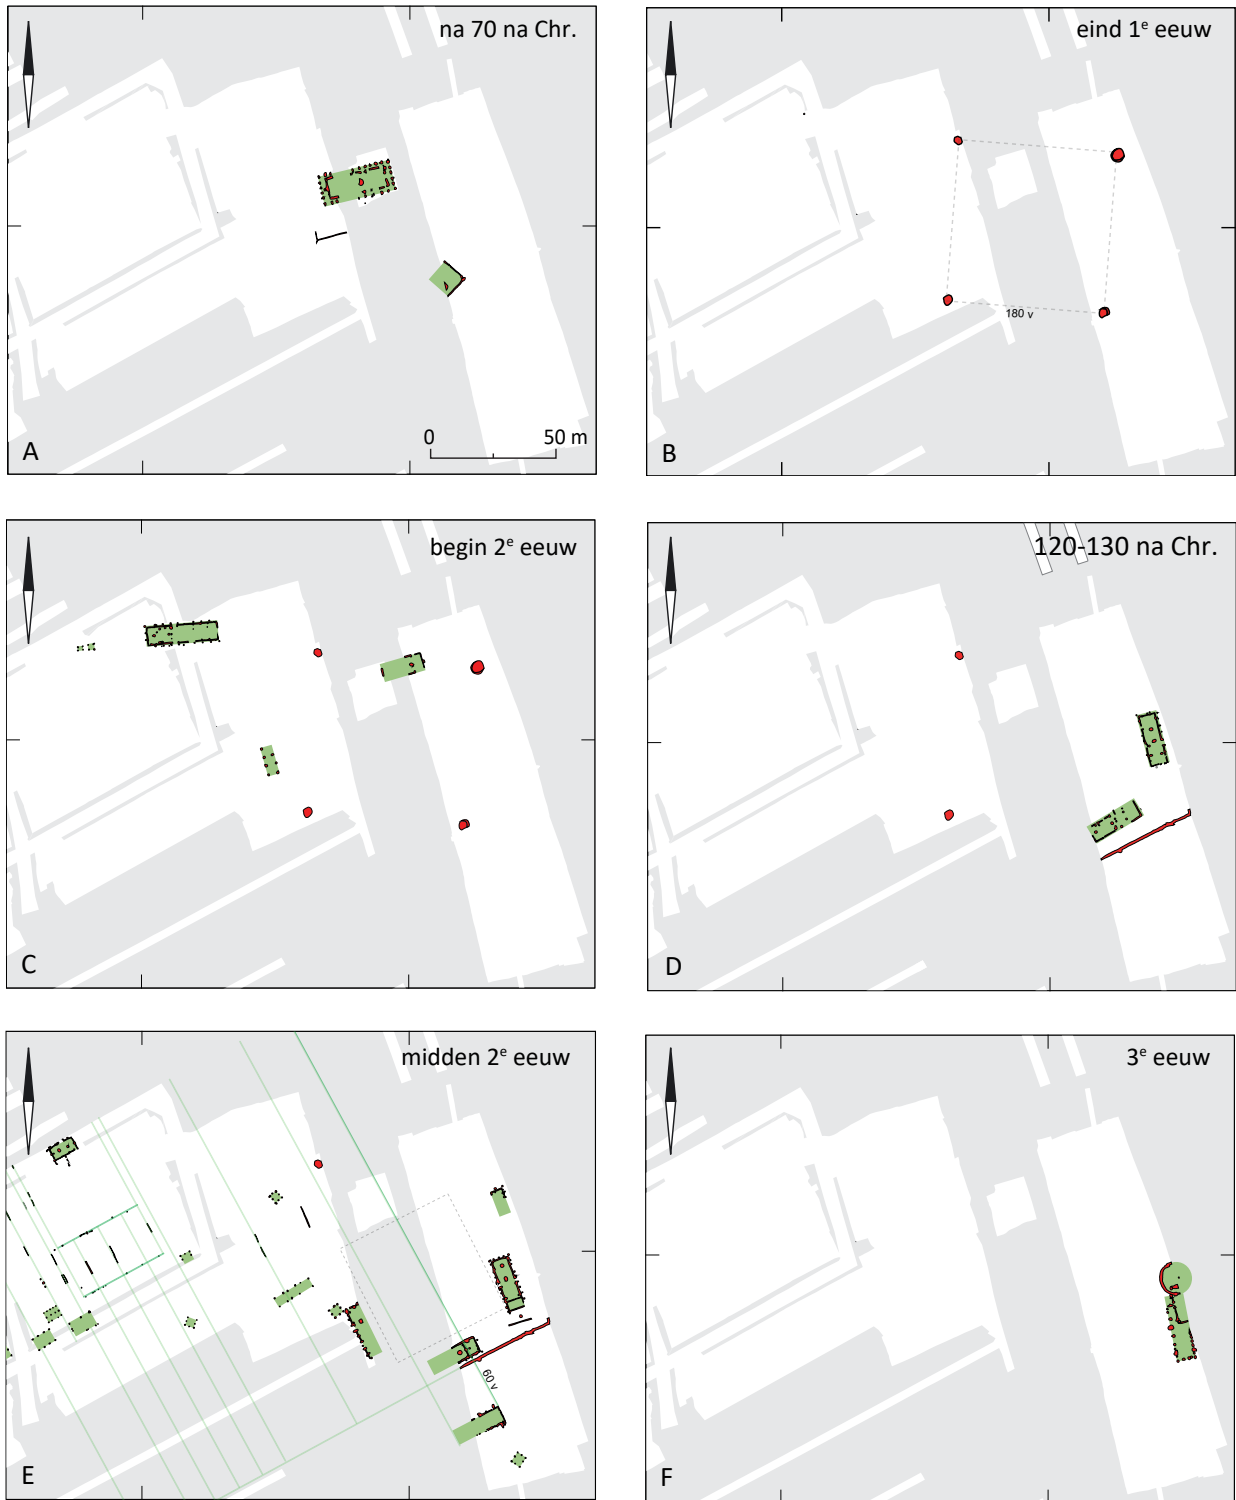 na 70 na Chr.
0 50 m
A
eind 1e eeuw
180 v
B
begin 2e eeuw
C
120-130 na Chr.
D
midden 2e eeuw
60 v
E
3e eeuw
F